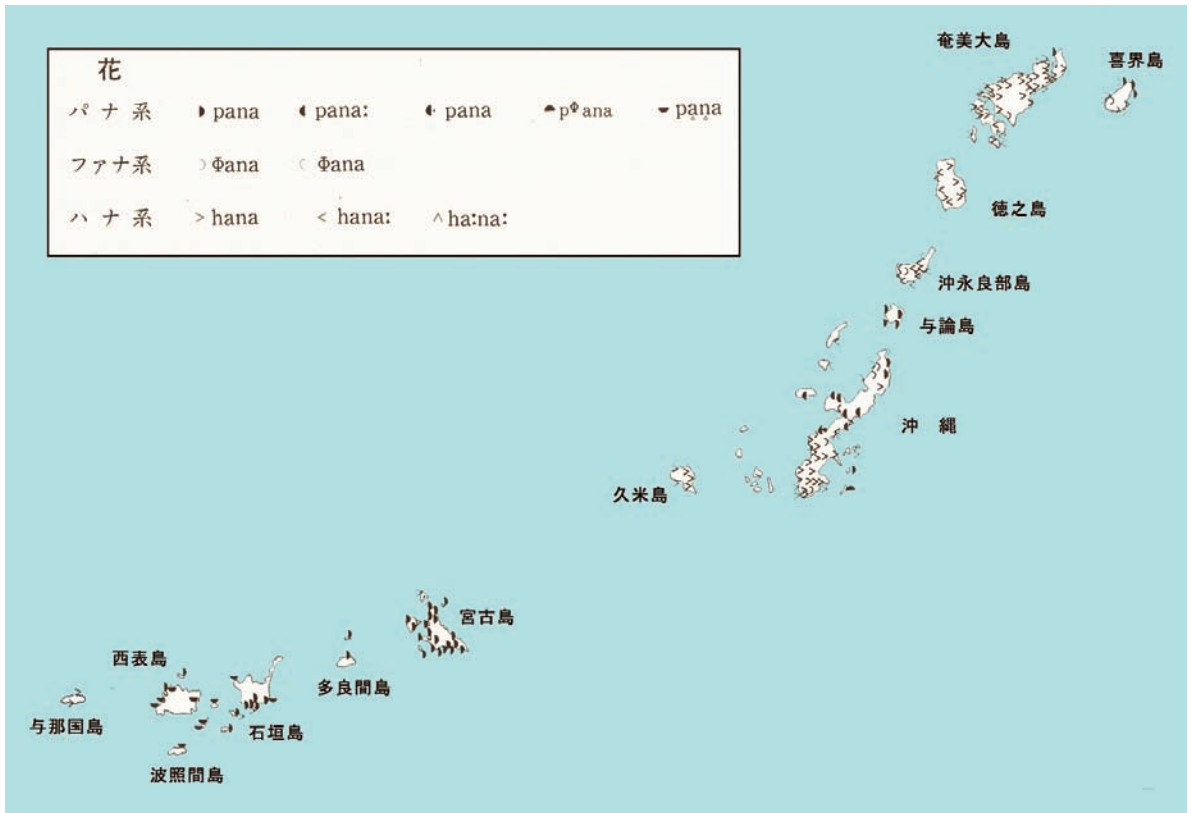 花
パナ系 ◗ pana ◖ pana: ◖· pana ◓ pΦana ◒ pḁna̭
ファナ系 ) Φana ( Φana
ハナ系 > hana < hana: ^ ha:na:
奄美大島
喜界島
徳之島
沖永良部島
与論島
沖縄
久米島
宮古島
多良間島
西表島
石垣島
与那国島
波照間島